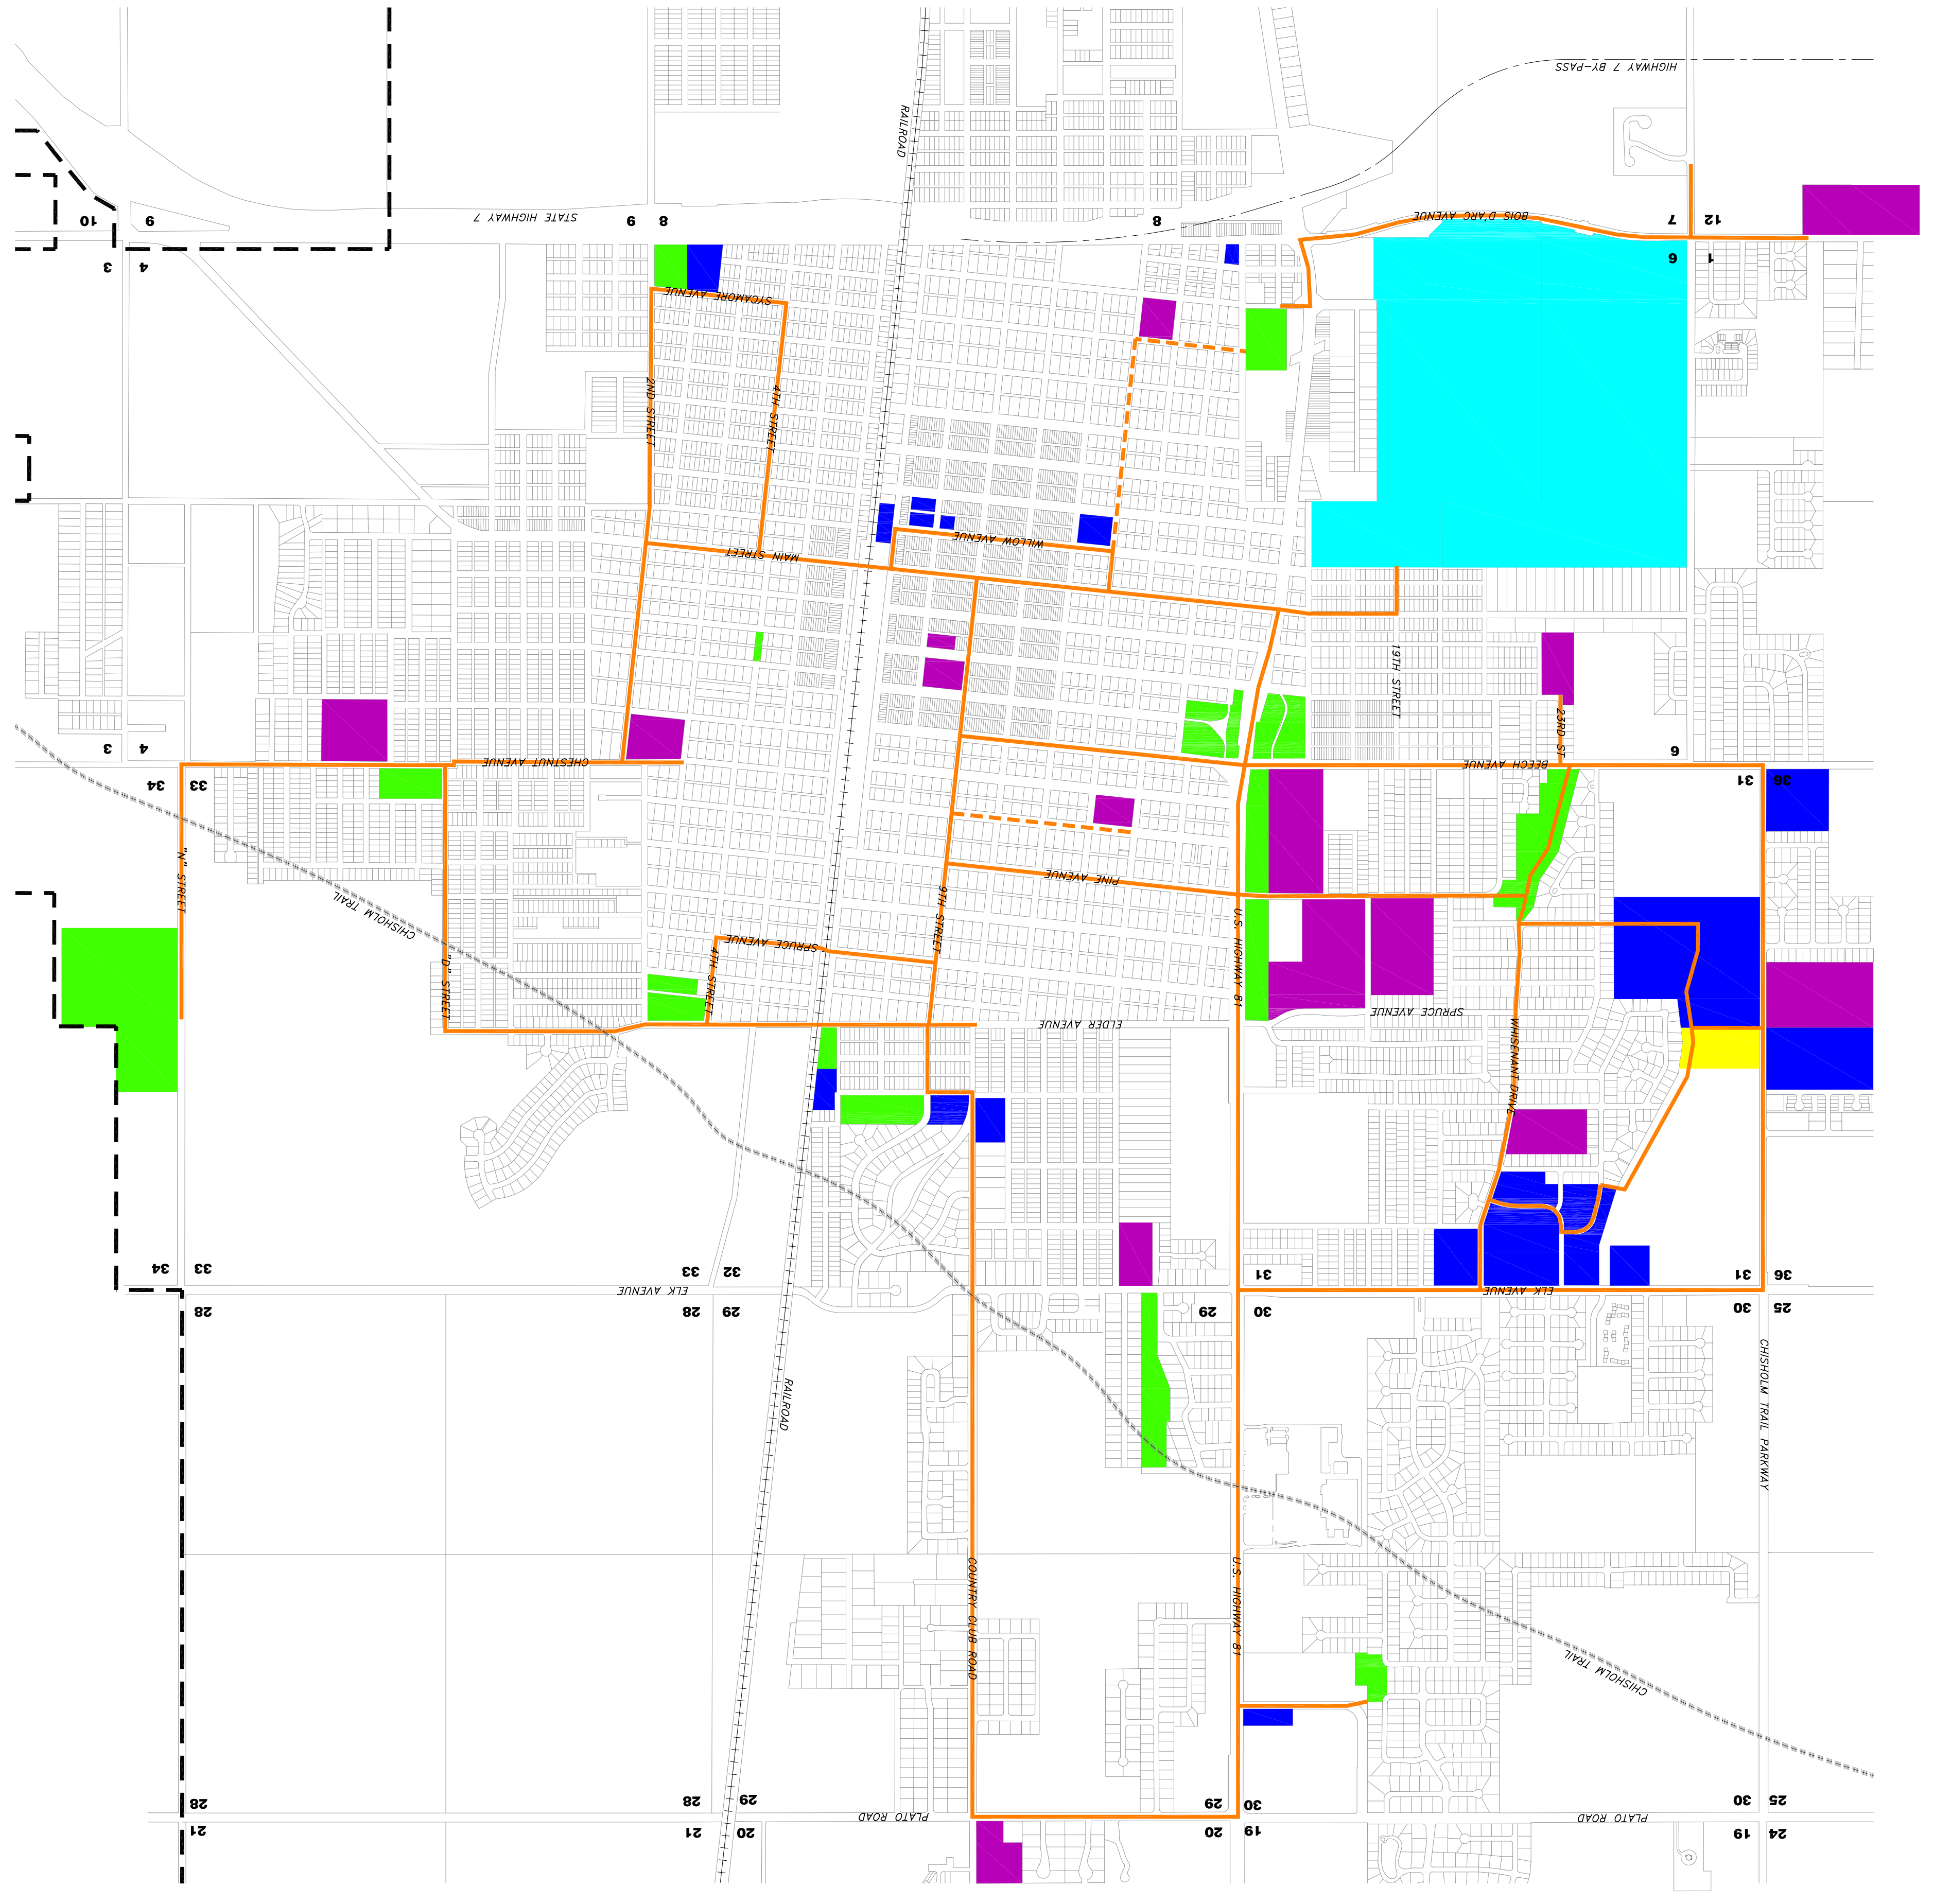 24
19
19
20
20
21
21
PLATO ROAD
PLATO ROAD
25
30
30
29
29
28
28
CHISHOLM TRAIL
U.S. HIGHWAY 81
COUNTRY CLUB ROAD
CHISHOLM TRAIL PARKWAY
RAILROAD
25
30
30
29
29
28
28
ELK AVENUE
ELK AVENUE
36
31
31
32
33
33
34
WHISENANT DRIVE
ELDER AVENUE
SPRUCE AVENUE
U.S. HIGHWAY 81
4TH STREET
"D" STREET
SPRUCE AVENUE
9TH STREET
CHISHOLM TRAIL
"N" STREET
PINE AVENUE
36
31
33
34
BEECH AVENUE
CHESTNUT AVENUE
6
4
3
23RD ST.
19TH STREET
MAIN STREET
WILLOW AVENUE
4TH STREET
2ND STREET
SYCAMORE AVENUE
1
6
4
3
12
7
BOIS D'ARC AVENUE
8
8
9
STATE HIGHWAY 7
9
10
RAILROAD
HIGHWAY 7 BY-PASS